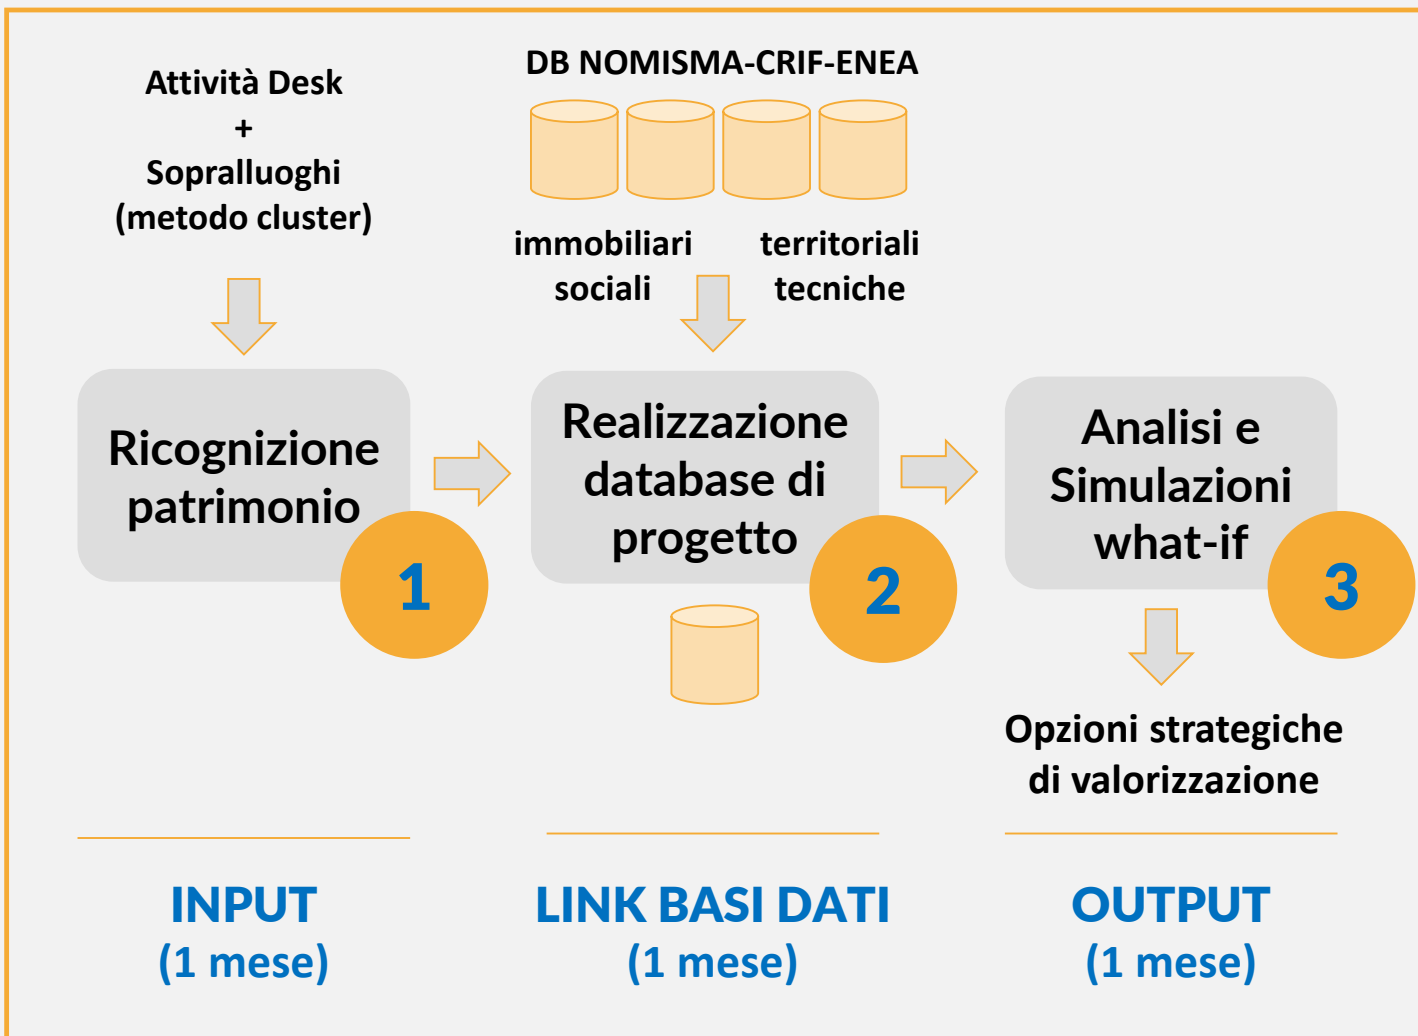 Attività Desk
+
Sopralluoghi
(metodo cluster)
DB NOMISMA-CRIF-ENEA
immobiliari
sociali
territoriali
tecniche
Ricognizione
patrimonio
1
Realizzazione
database di
progetto
2
Analisi e
Simulazioni
what-if
3
Opzioni strategiche
di valorizzazione
INPUT
(1 mese)
LINK BASI DATI
(1 mese)
OUTPUT
(1 mese)